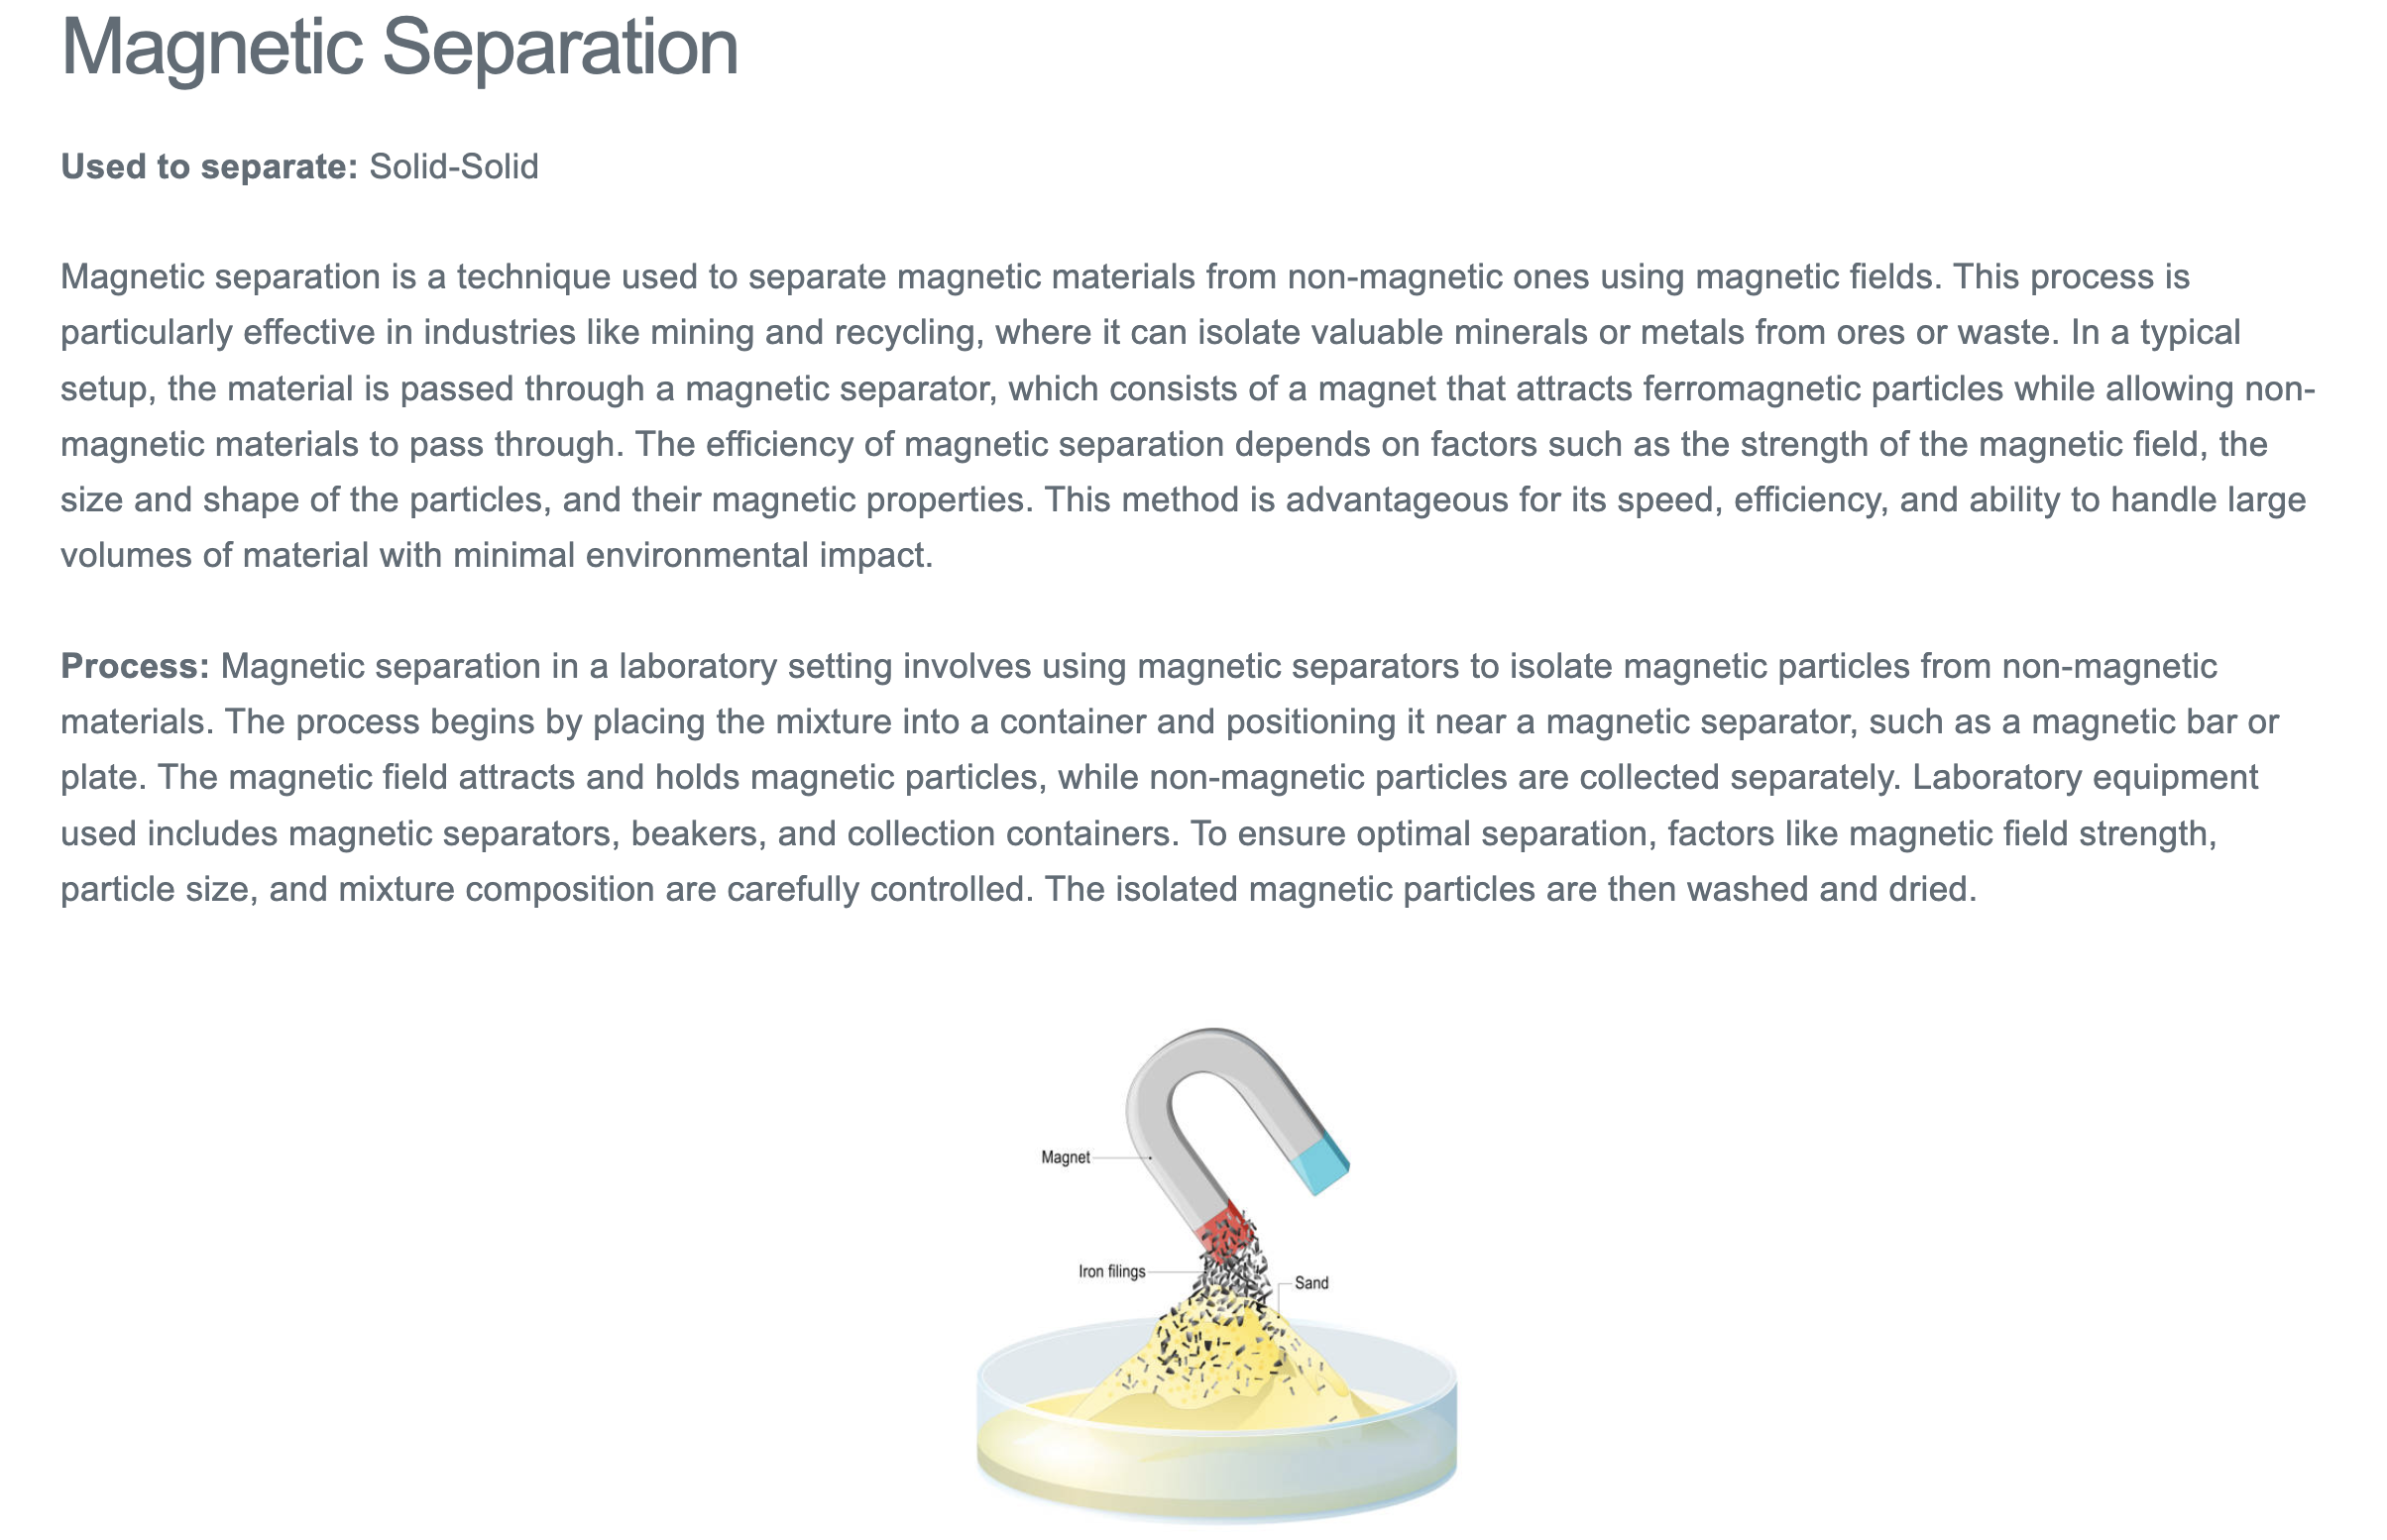 Magnetic Separation
Used to separate: Solid-Solid
Magnetic separation is a technique used to separate magnetic materials from non-magnetic ones using magnetic fields. This process is
particularly effective in industries like mining and recycling, where it can isolate valuable minerals or metals from ores or waste. In a typical
setup, the material is passed through a magnetic separator, which consists of a magnet that attracts ferromagnetic particles while allowing non-
magnetic materials to pass through. The efficiency of magnetic separation depends on factors such as the strength of the magnetic field, the
size and shape of the particles, and their magnetic properties. This method is advantageous for its speed, efficiency, and ability to handle large
volumes of material with minimal environmental impact.
Process: Magnetic separation in a laboratory setting involves using magnetic separators to isolate magnetic particles from non-magnetic
materials. The process begins by placing the mixture into a container and positioning it near a magnetic separator, such as a magnetic bar or
plate. The magnetic field attracts and holds magnetic particles, while non-magnetic particles are collected separately. Laboratory equipment
used includes magnetic separators, beakers, and collection containers. To ensure optimal separation, factors like magnetic field strength,
particle size, and mixture composition are carefully controlled. The isolated magnetic particles are then washed and dried.
Magnet
Iron filings
Sand